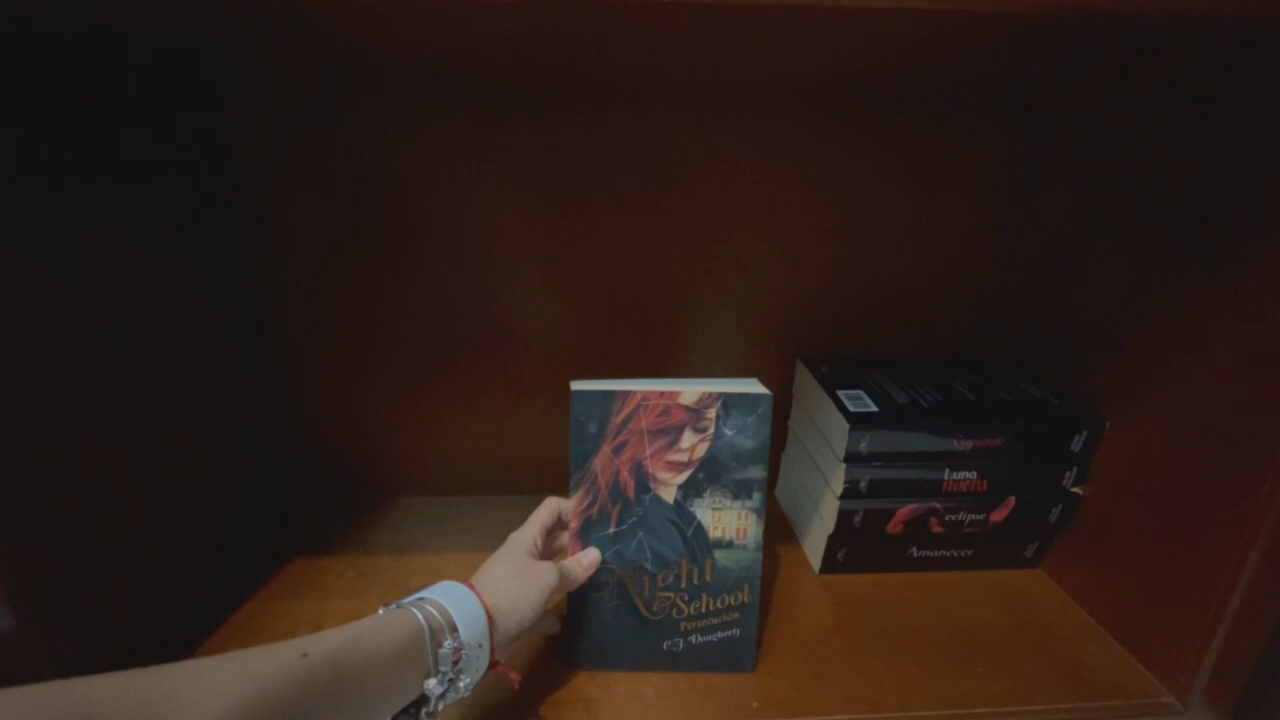 Night
School
Persecución
C.J. Daugherty
Crepúsculo
Luna
nueva
eclipse
Amanecer